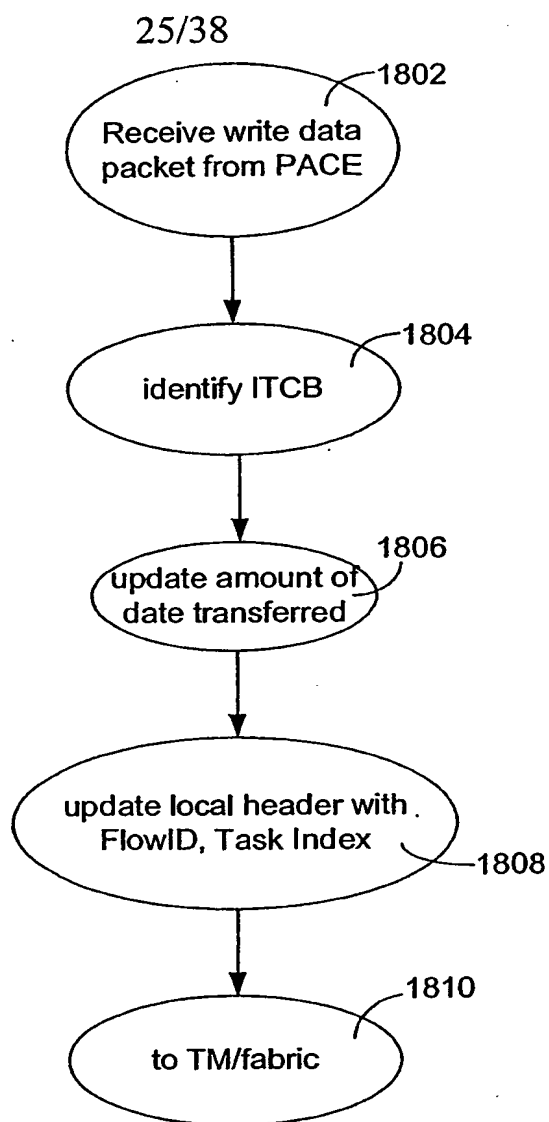 25/38
1802
Receive write data
packet from PACE
1804
identify ITCB
1806
update amount of
date transferred
update local header with
FlowID, Task Index
1808
1810
to TM/fabric